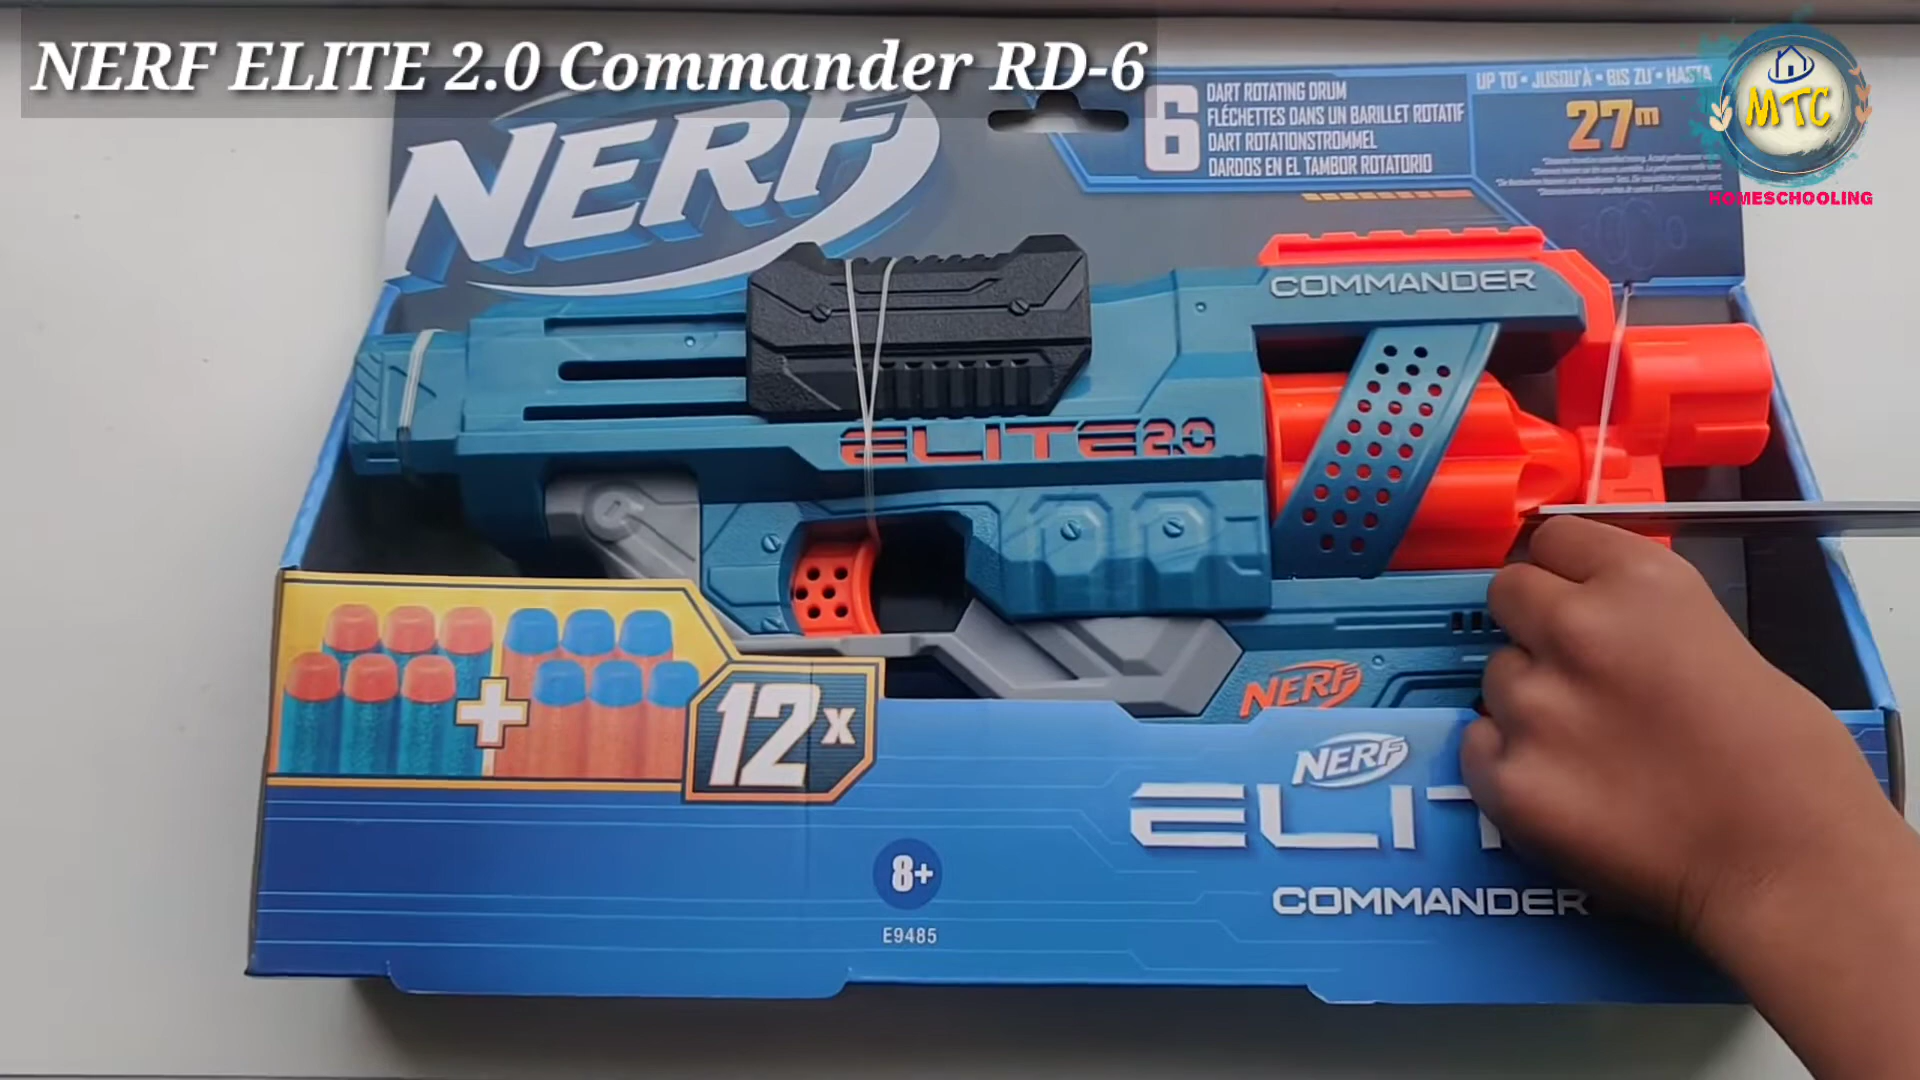 NERF ELITE 2.0 Commander RD-6
NERF
6
DART ROTATING DRUM
FLÉCHETTES DANS UN BARILLET ROTATIF
DART ROTATIONSTROMMEL
DARDOS EN EL TAMBOR ROTATORIO
UP TO • JUSQU'À • BIS ZU • HASTA
27m
MTC
HOMESCHOOLING
COMMANDER
ELITE 2.0
NERF
12x
NERF
ELIT
COMMANDER
8+
E9485